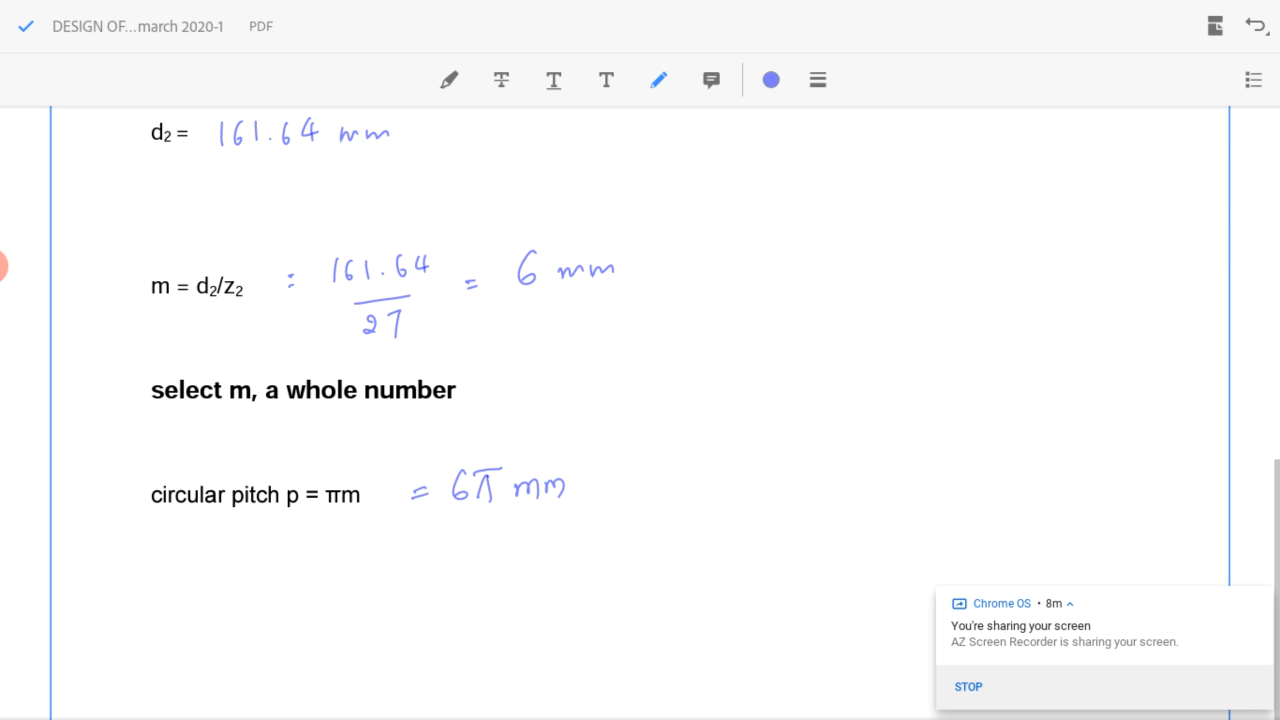 DESIGN OF...march 2020-1 PDF
T T T
d₂ = 161.64 mm
m = d₂/z₂ : 161.64 / 27 = 6 mm
select m, a whole number
circular pitch p = πm = 6π mm
Chrome OS • 8m
You're sharing your screen
AZ Screen Recorder is sharing your screen.
STOP